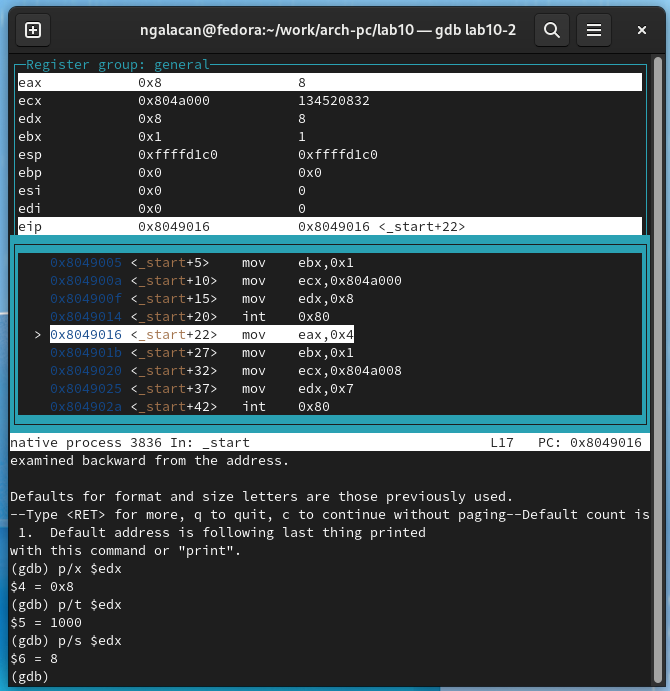 ngalacan@fedora:~/work/arch-pc/lab10 — gdb lab10-2
Register group: general
eax 0x8 8
ecx 0x804a000 134520832
edx 0x8 8
ebx 0x1 1
esp 0xffffd1c0 0xffffd1c0
ebp 0x0 0x0
esi 0x0 0
edi 0x0 0
eip 0x8049016 0x8049016 <_start+22>
0x8049005 <_start+5> mov ebx,0x1
0x804900a <_start+10> mov ecx,0x804a000
0x804900f <_start+15> mov edx,0x8
0x8049014 <_start+20> int 0x80
> 0x8049016 <_start+22> mov eax,0x4
0x804901b <_start+27> mov ebx,0x1
0x8049020 <_start+32> mov ecx,0x804a008
0x8049025 <_start+37> mov edx,0x7
0x804902a <_start+42> int 0x80
native process 3836 In: _start L17 PC: 0x8049016
examined backward from the address.
Defaults for format and size letters are those previously used.
--Type <RET> for more, q to quit, c to continue without paging--Default count is
1. Default address is following last thing printed
with this command or "print".
(gdb) p/x $edx
$4 = 0x8
(gdb) p/t $edx
$5 = 1000
(gdb) p/s $edx
$6 = 8
(gdb)